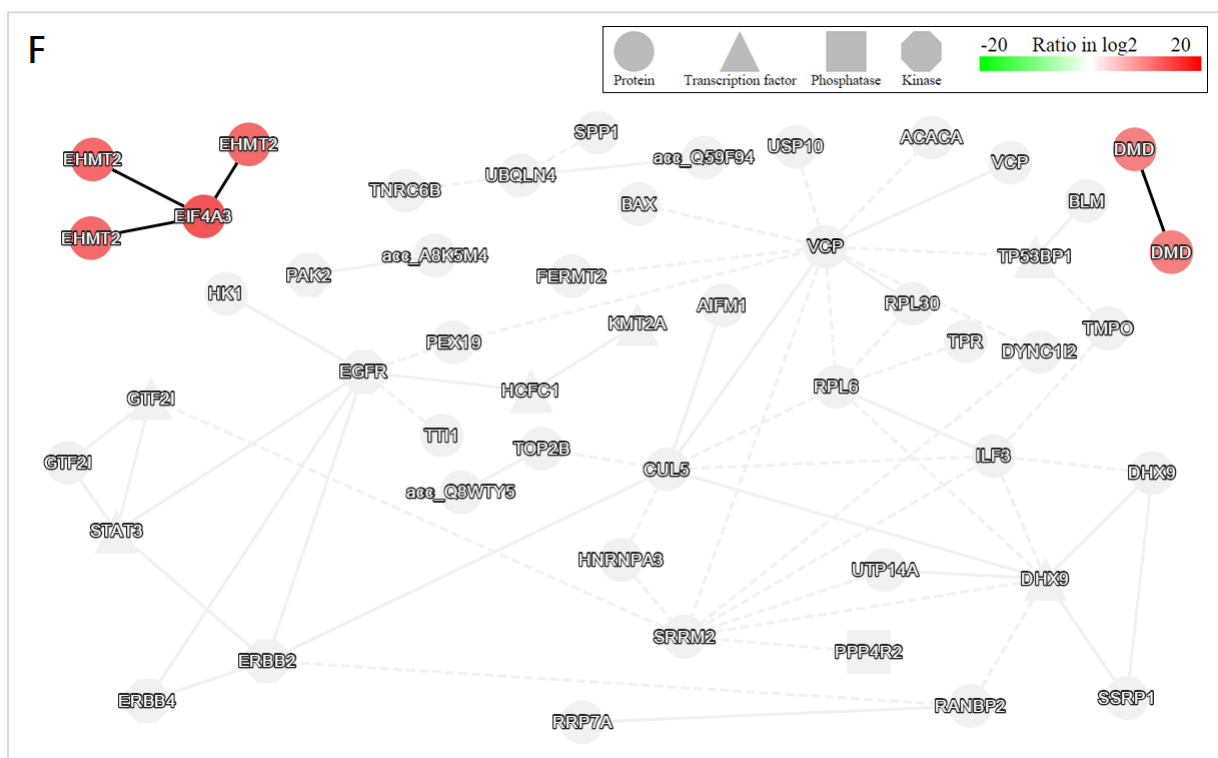 F
-20 Ratio in log2 20
Protein Transcription factor Phosphatase Kinase
EHMT2
EHMT2
EHMT2
EIF4A3
SPP1
UBQLN4
acc_Q59F94
TNRC6B
USP10
ACACA
VCP
DMD
DMD
BLM
BAX
VCP
TP53BP1
acc_A8K5M4
PAK2
FERMT2
HK1
AIFM1
RPL30
KMT2A
TMPO
PEX19
TPR
DYNC1I2
EGFR
RPL6
HCFC1
GTF2I
TTI1
TOP2B
GTF2I
CUL5
ILF3
DHX9
acc_Q8WTY5
STAT3
HNRNPA3
UTP14A
DHX9
SRRM2
PPP4R2
ERBB2
ERBB4
RANBP2
SSRP1
RRP7A